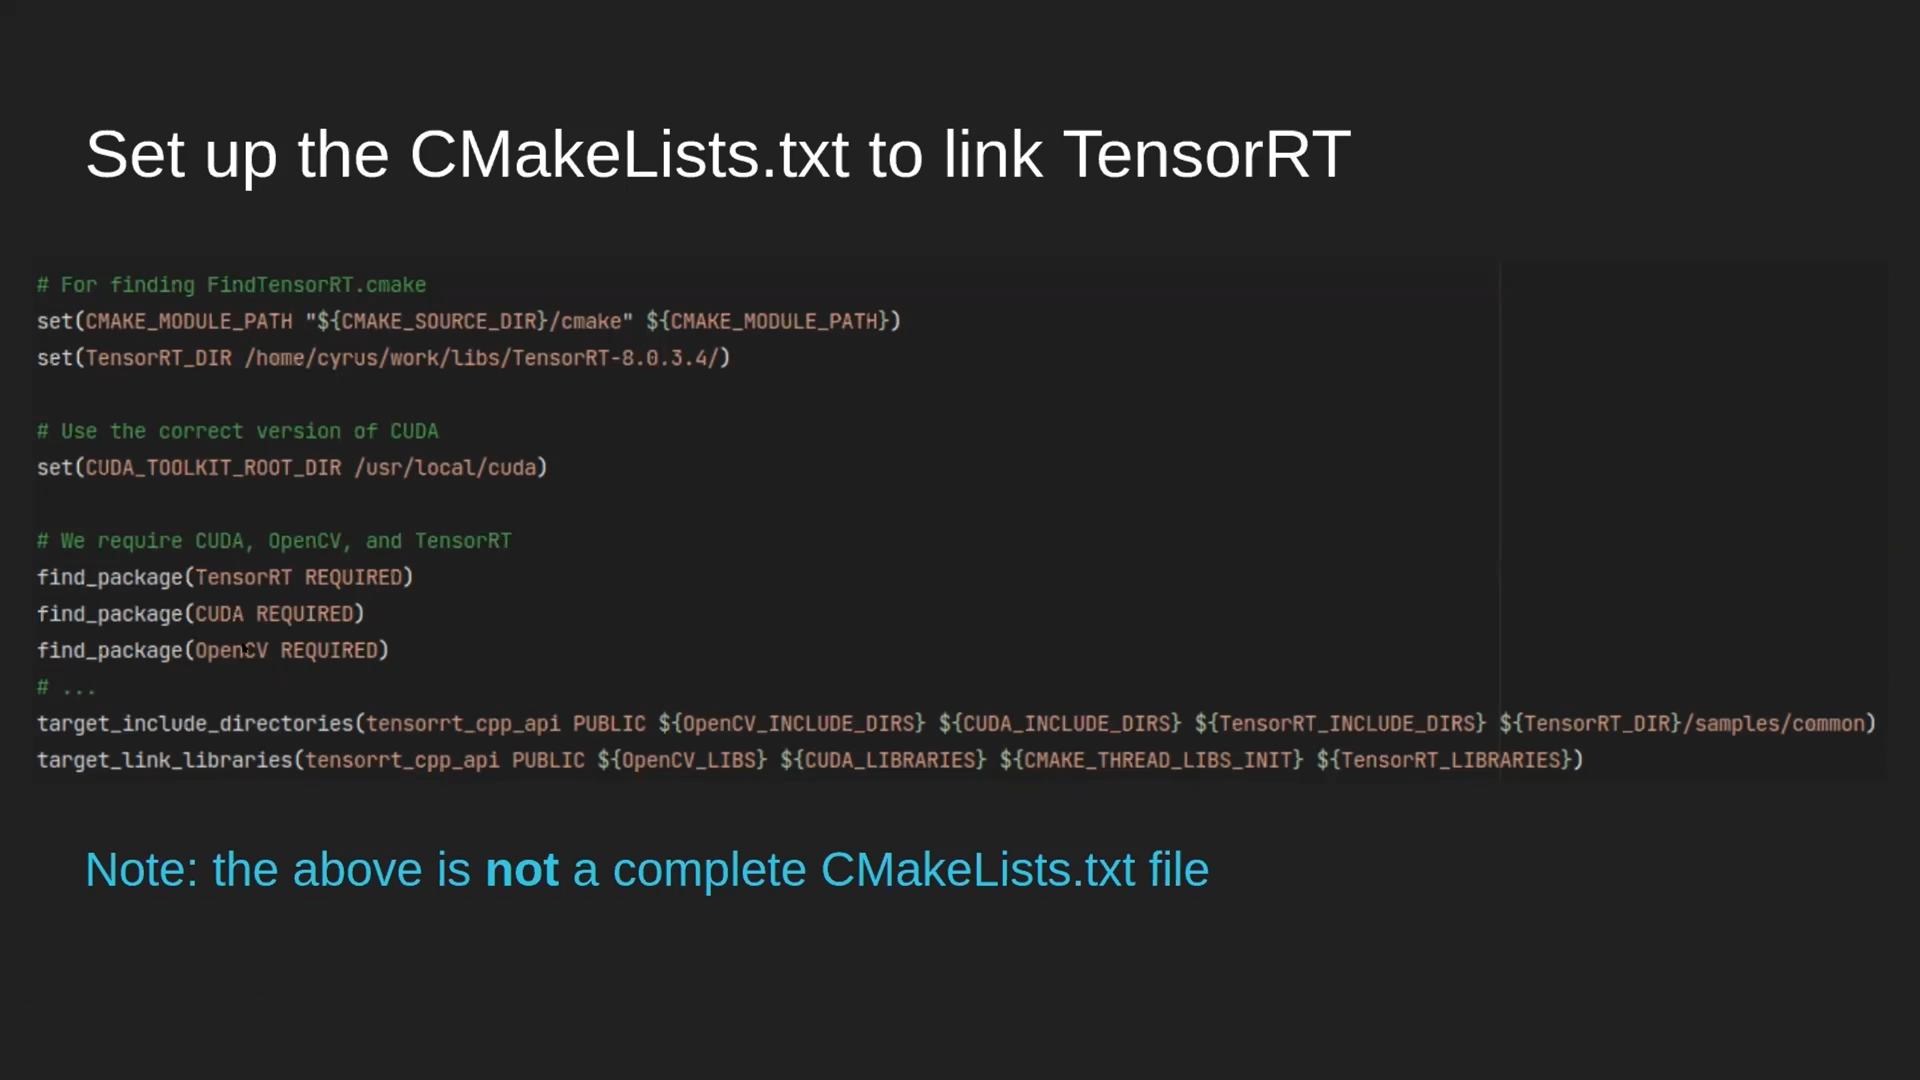 Set up the CMakeLists.txt to link TensorRT
# For finding FindTensorRT.cmake
set(CMAKE_MODULE_PATH "${CMAKE_SOURCE_DIR}/cmake" ${CMAKE_MODULE_PATH})
set(TensorRT_DIR /home/cyrus/work/libs/TensorRT-8.0.3.4/)
# Use the correct version of CUDA
set(CUDA_TOOLKIT_ROOT_DIR /usr/local/cuda)
# We require CUDA, OpenCV, and TensorRT
find_package(TensorRT REQUIRED)
find_package(CUDA REQUIRED)
find_package(OpenCV REQUIRED)
# ...
target_include_directories(tensorrt_cpp_api PUBLIC ${OpenCV_INCLUDE_DIRS} ${CUDA_INCLUDE_DIRS} ${TensorRT_INCLUDE_DIRS} ${TensorRT_DIR}/samples/common)
target_link_libraries(tensorrt_cpp_api PUBLIC ${OpenCV_LIBS} ${CUDA_LIBRARIES} ${CMAKE_THREAD_LIBS_INIT} ${TensorRT_LIBRARIES})
Note: the above is not a complete CMakeLists.txt file